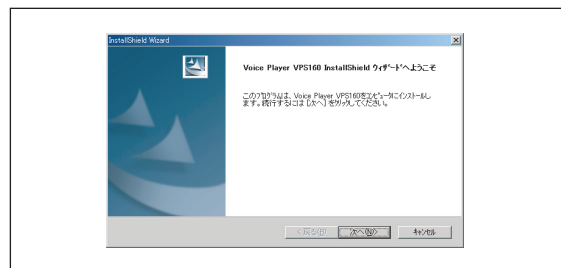 InstallShield Wizard
Voice Player VPS160 InstallShield ウィザードへようこそ
このプログラムは、Voice Player VPS160をコンピュータにインストールし
ます。続行するには [次へ] をクリックしてください。
< 戻る(B) 次へ(N)> キャンセル